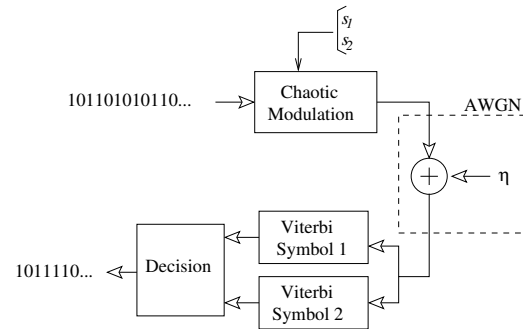 s1
s2
Chaotic
Modulation
101101010110...
AWGN
+
η
Viterbi
Symbol 1
Decision
1011110...
Viterbi
Symbol 2